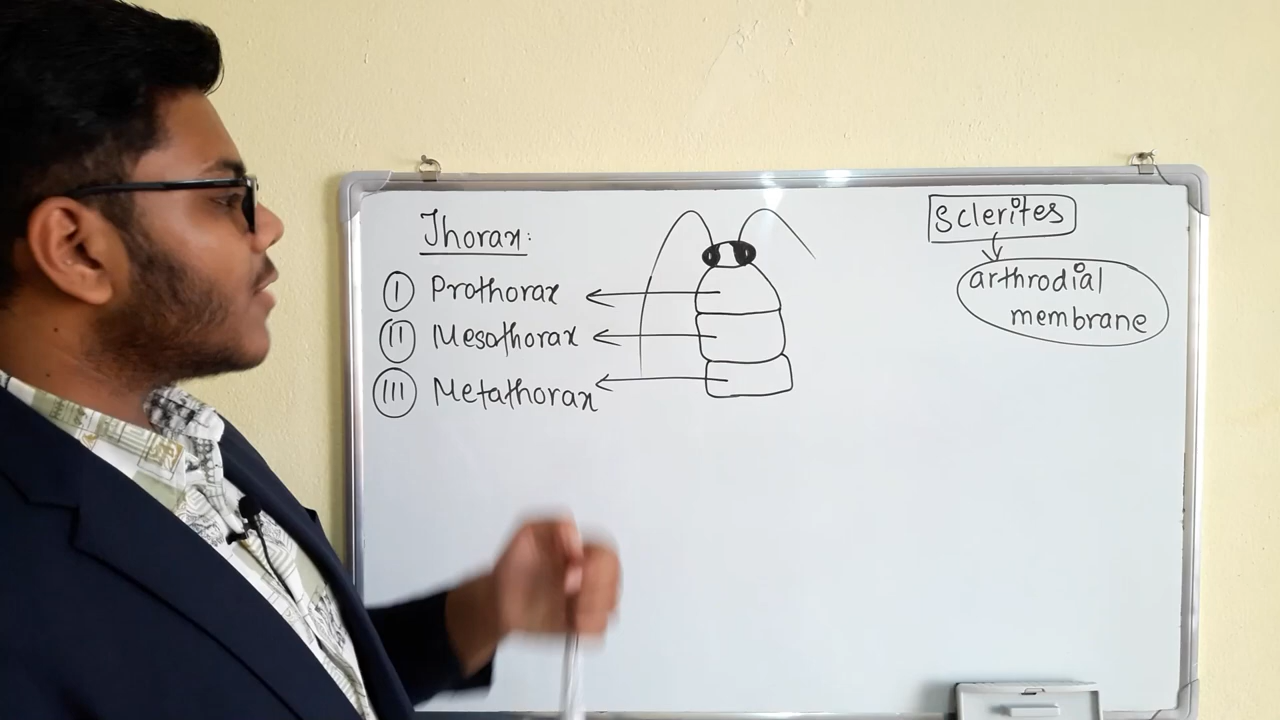 Thorax:
I Prothorax
II Mesothorax
III Metathorax
Sclerites
arthrodial
membrane